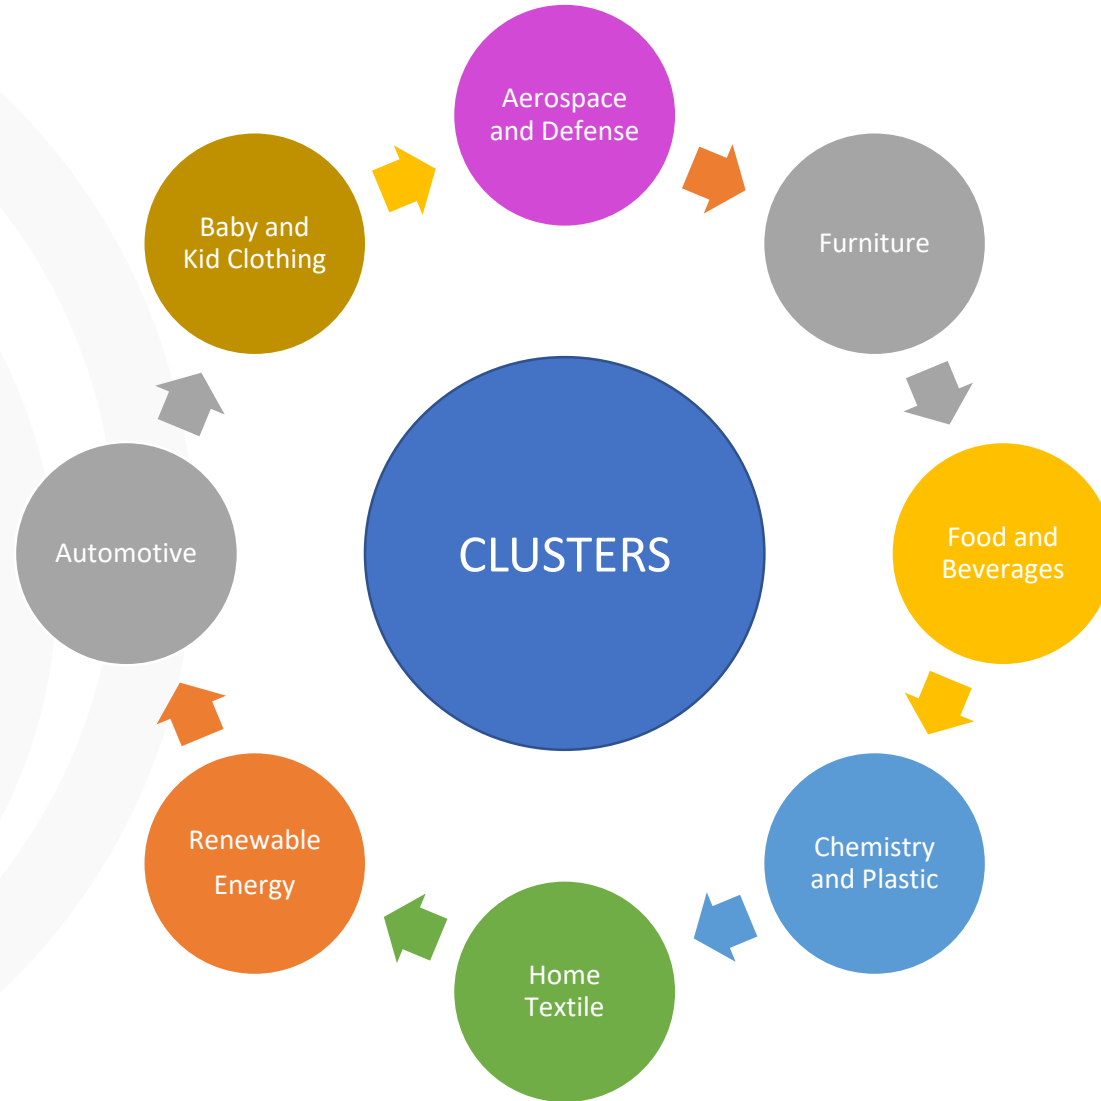 Aerospace
and Defense
Furniture
Food and
Beverages
Chemistry
and Plastic
Home
Textile
Renewable
Energy
Automotive
Baby and
Kid Clothing
CLUSTERS